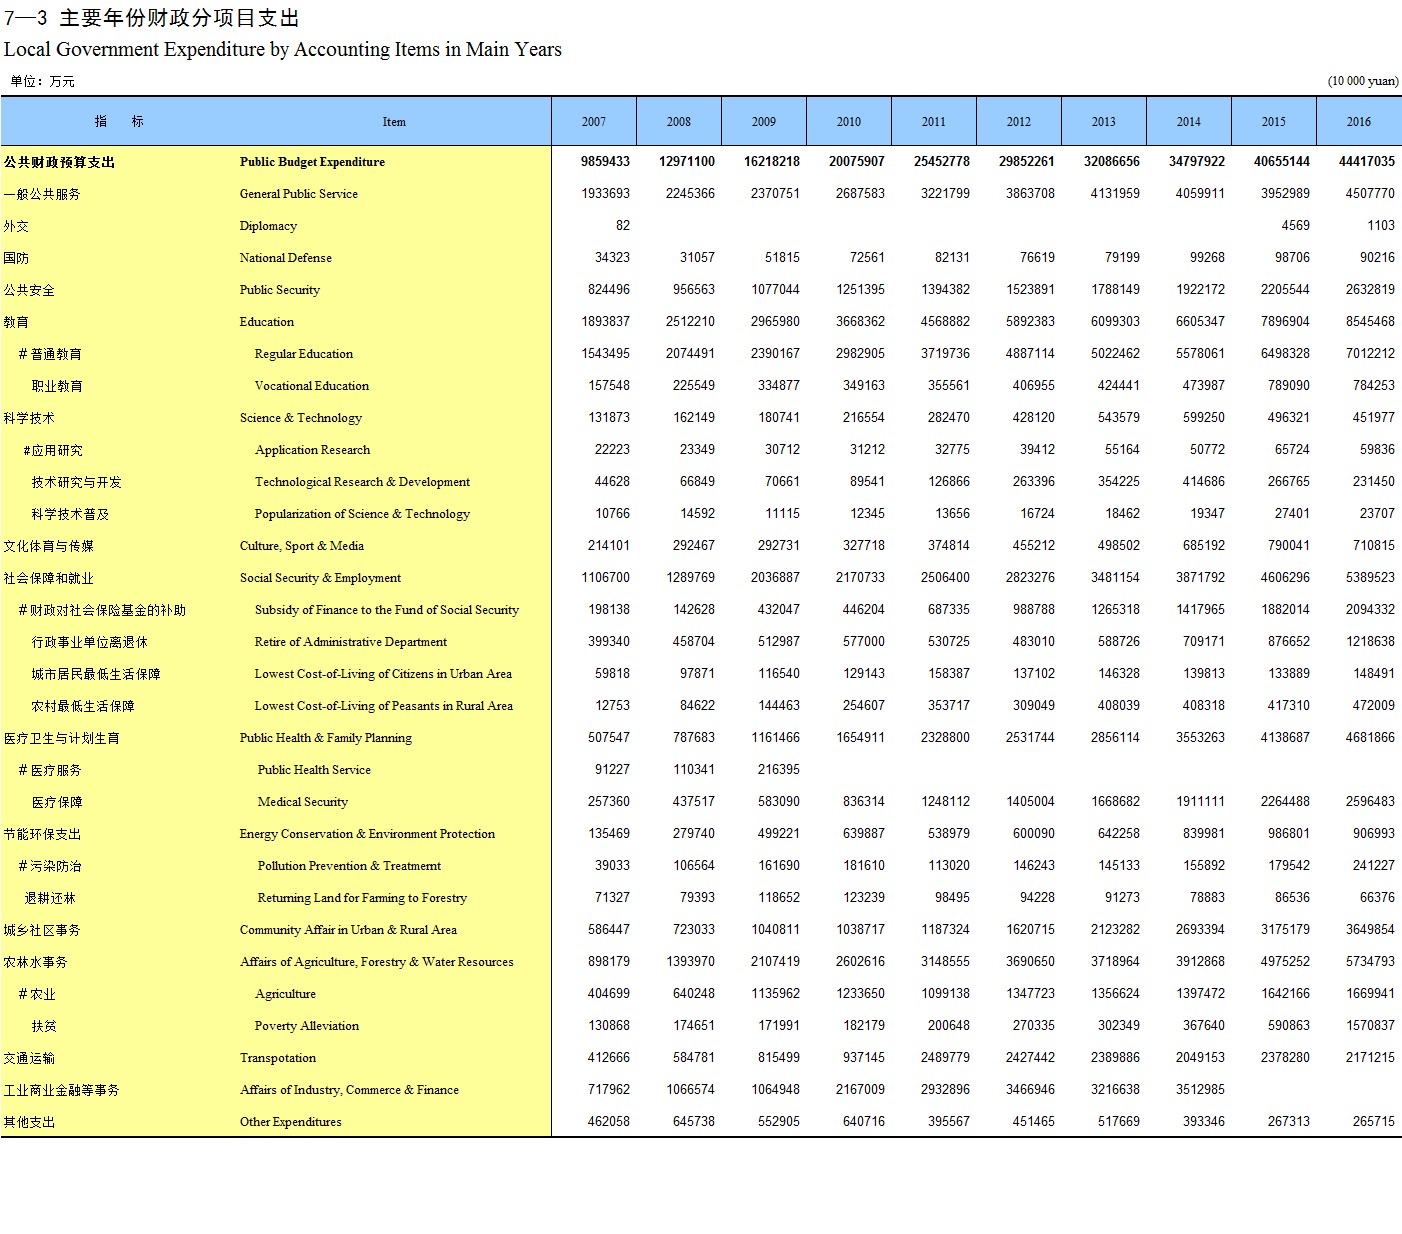 7—3 主要年份财政分项目支出
Local Government Expenditure by Accounting Items in Main Years
单位：万元 (10 000 yuan)
指 标 Item 2007 2008 2009 2010 2011 2012 2013 2014 2015 2016
公共财政预算支出 Public Budget Expenditure 9859433 12971100 16218218 20075907 25452778 29852261 32086656 34797922 40655144 44417035
一般公共服务 General Public Service 1933693 2245366 2370751 2687583 3221799 3863708 4131959 4059911 3952989 4507770
外交 Diplomacy 82 4569 1103
国防 National Defense 34323 31057 51815 72561 82131 76619 79199 99268 98706 90216
公共安全 Public Security 824496 956563 1077044 1251395 1394382 1523891 1788149 1922172 2205544 2632819
教育 Education 1893837 2512210 2965980 3668362 4568882 5892383 6099303 6605347 7896904 8545468
＃普通教育 Regular Education 1543495 2074491 2390167 2982905 3719736 4887114 5022462 5578061 6498328 7012212
职业教育 Vocational Education 157548 225549 334877 349163 355561 406955 424441 473987 789090 784253
科学技术 Science & Technology 131873 162149 180741 216554 282470 428120 543579 599250 496321 451977
#应用研究 Application Research 22223 23349 30712 31212 32775 39412 55164 50772 65724 59836
技术研究与开发 Technological Research & Development 44628 66849 70661 89541 126866 263396 354225 414686 266765 231450
科学技术普及 Popularization of Science & Technology 10766 14592 11115 12345 13656 16724 18462 19347 27401 23707
文化体育与传媒 Culture, Sport & Media 214101 292467 292731 327718 374814 455212 498502 685192 790041 710815
社会保障和就业 Social Security & Employment 1106700 1289769 2036887 2170733 2506400 2823276 3481154 3871792 4606296 5389523
＃财政对社会保险基金的补助 Subsidy of Finance to the Fund of Social Security 198138 142628 432047 446204 687335 988788 1265318 1417965 1882014 2094332
行政事业单位离退休 Retire of Administrative Department 399340 458704 512987 577000 530725 483010 588726 709171 876652 1218638
城市居民最低生活保障 Lowest Cost-of-Living of Citizens in Urban Area 59818 97871 116540 129143 158387 137102 146328 139813 133889 148491
农村最低生活保障 Lowest Cost-of-Living of Peasants in Rural Area 12753 84622 144463 254607 353717 309049 408039 408318 417310 472009
医疗卫生与计划生育 Public Health & Family Planning 507547 787683 1161466 1654911 2328800 2531744 2856114 3553263 4138687 4681866
＃医疗服务 Public Health Service 91227 110341 216395
医疗保障 Medical Security 257360 437517 583090 836314 1248112 1405004 1668682 1911111 2264488 2596483
节能环保支出 Energy Conservation & Environment Protection 135469 279740 499221 639887 538979 600090 642258 839981 986801 906993
＃污染防治 Pollution Prevention & Treatmernt 39033 106564 161690 181610 113020 146243 145133 155892 179542 241227
退耕还林 Returning Land for Farming to Forestry 71327 79393 118652 123239 98495 94228 91273 78883 86536 66376
城乡社区事务 Community Affair in Urban & Rural Area 586447 723033 1040811 1038717 1187324 1620715 2123282 2693394 3175179 3649854
农林水事务 Affairs of Agriculture, Forestry & Water Resources 898179 1393970 2107419 2602616 3148555 3690650 3718964 3912868 4975252 5734793
＃农业 Agriculture 404699 640248 1135962 1233650 1099138 1347723 1356624 1397472 1642166 1669941
扶贫 Poverty Alleviation 130868 174651 171991 182179 200648 270335 302349 367640 590863 1570837
交通运输 Transpotation 412666 584781 815499 937145 2489779 2427442 2389886 2049153 2378280 2171215
工业商业金融等事务 Affairs of Industry, Commerce & Finance 717962 1066574 1064948 2167009 2932896 3466946 3216638 3512985
其他支出 Other Expenditures 462058 645738 552905 640716 395567 451465 517669 393346 267313 265715